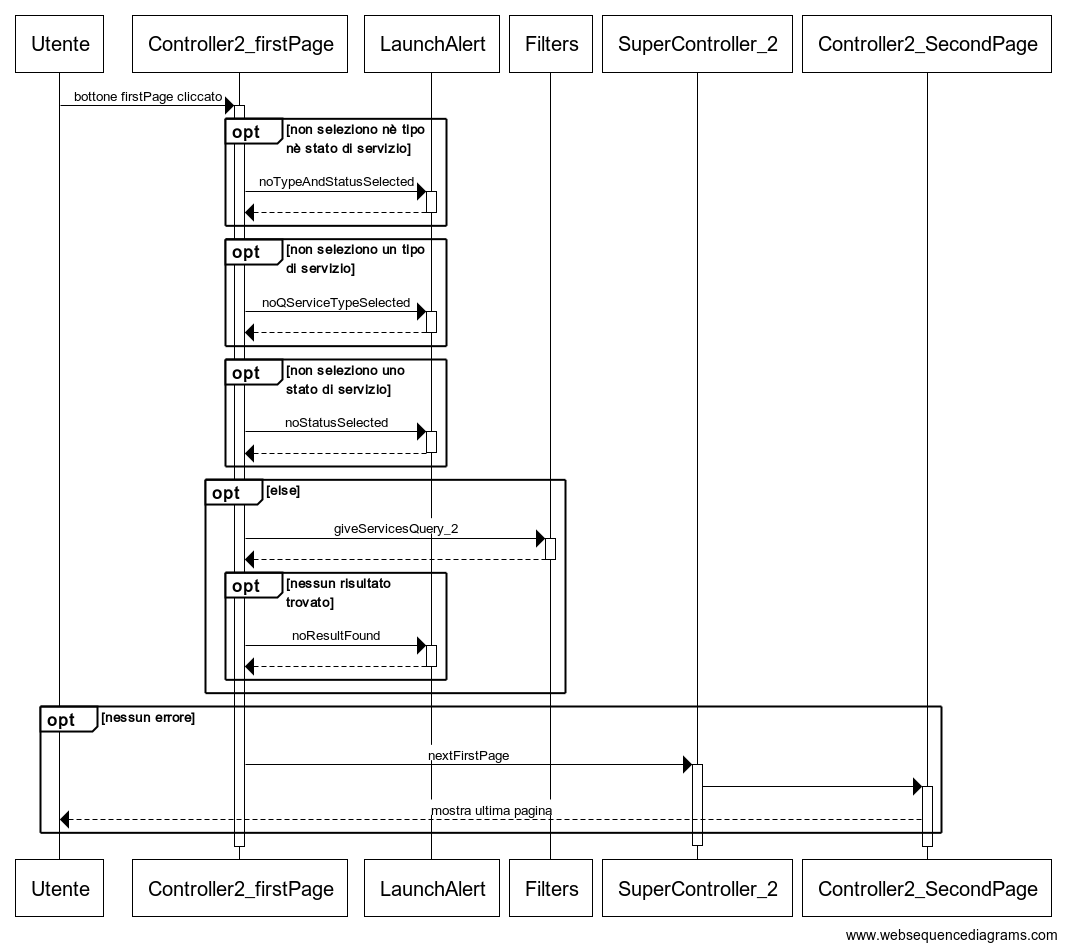 Utente
Controller2_firstPage
LaunchAlert
Filters
SuperController_2
Controller2_SecondPage
bottone firstPage cliccato
opt
[non seleziono nè tipo
nè stato di servizio]
noTypeAndStatusSelected
opt
[non seleziono un tipo
di servizio]
noQServiceTypeSelected
opt
[non seleziono uno
stato di servizio]
noStatusSelected
opt
[else]
giveServicesQuery_2
opt
[nessun risultato
trovato]
noResultFound
opt
[nessun errore]
nextFirstPage
mostra ultima pagina
Utente
Controller2_firstPage
LaunchAlert
Filters
SuperController_2
Controller2_SecondPage
www.websequencediagrams.com